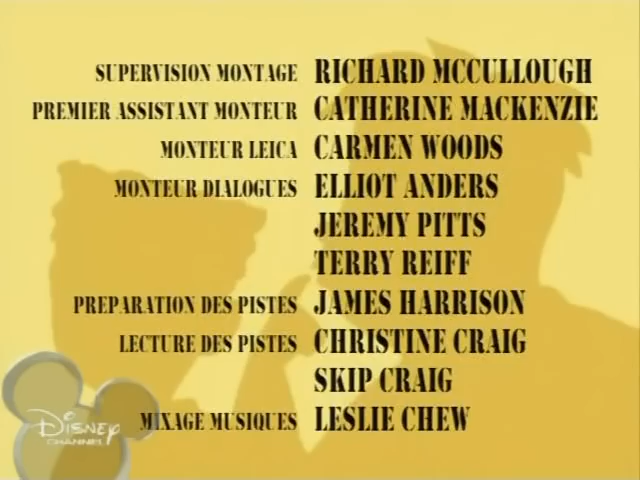 SUPERVISION MONTAGE RICHARD MCCULLOUGH
PREMIER ASSISTANT MONTEUR CATHERINE MACKENZIE
MONTEUR LEICA CARMEN WOODS
MONTEUR DIALOGUES ELLIOT ANDERS
JEREMY PITTS
TERRY REIFF
PREPARATION DES PISTES JAMES HARRISON
LECTURE DES PISTES CHRISTINE CRAIG
SKIP CRAIG
MIXAGE MUSIQUES LESLIE CHEW
DISNEY
CHANNEL